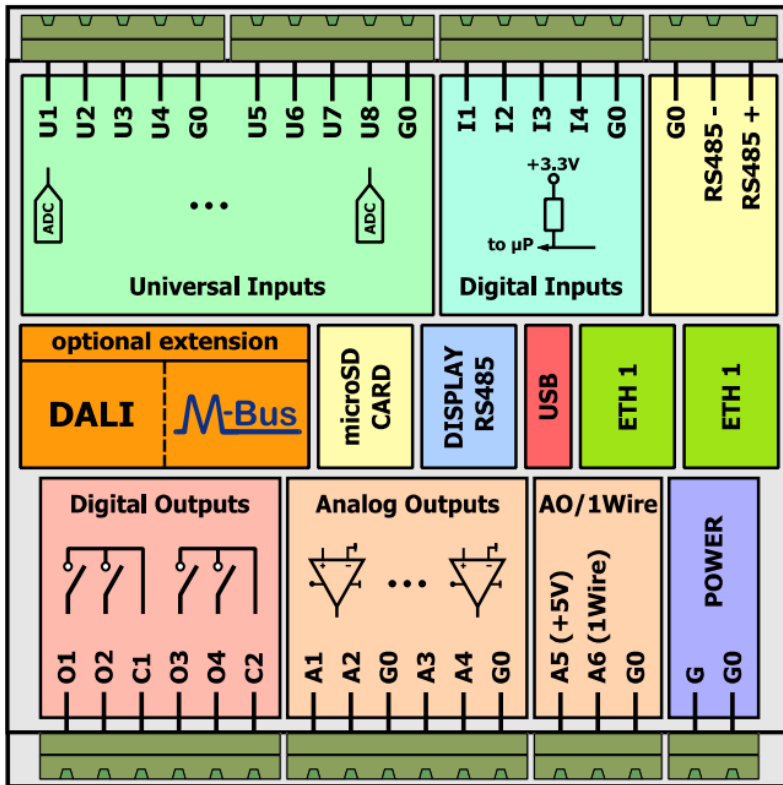 U1 U2 U3 U4 G0 U5 U6 U7 U8 G0
I1 I2 I3 I4 G0
G0 RS485 - RS485 +
ADC ... ADC
+3.3V
to µP
Universal Inputs
Digital Inputs
optional extension
DALI
M-Bus
microSD
CARD
DISPLAY
RS485
USB
ETH 1
ETH 1
Digital Outputs
Analog Outputs
AO/1Wire
POWER
+ -
...
+ -
O1 O2 C1 O3 O4 C2
A1 A2 G0 A3 A4 G0
A5 (+5V) A6 (1Wire) G0
G G0